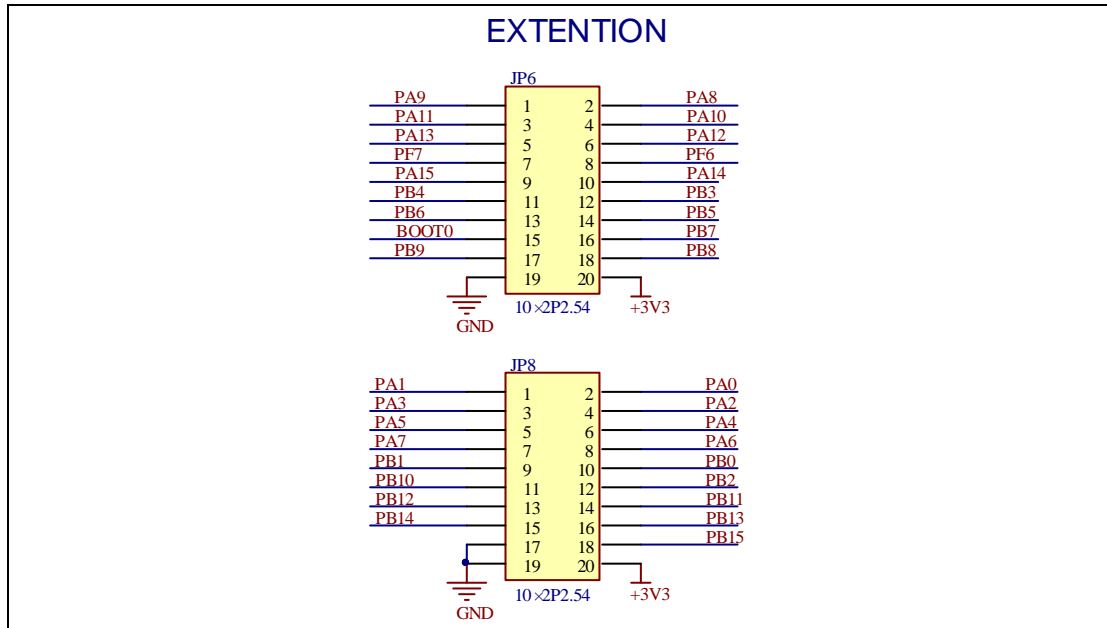 EXTENTION
JP6
PA9 1 2 PA8
PA11 3 4 PA10
PA13 5 6 PA12
PF7 7 8 PF6
PA15 9 10 PA14
PB4 11 12 PB3
PB6 13 14 PB5
BOOT0 15 16 PB7
PB9 17 18 PB8
19 20
10×2P2.54
GND +3V3
JP8
PA1 1 2 PA0
PA3 3 4 PA2
PA5 5 6 PA4
PA7 7 8 PA6
PB1 9 10 PB0
PB10 11 12 PB2
PB12 13 14 PB11
PB14 15 16 PB13
17 18 PB15
19 20
10×2P2.54
GND +3V3